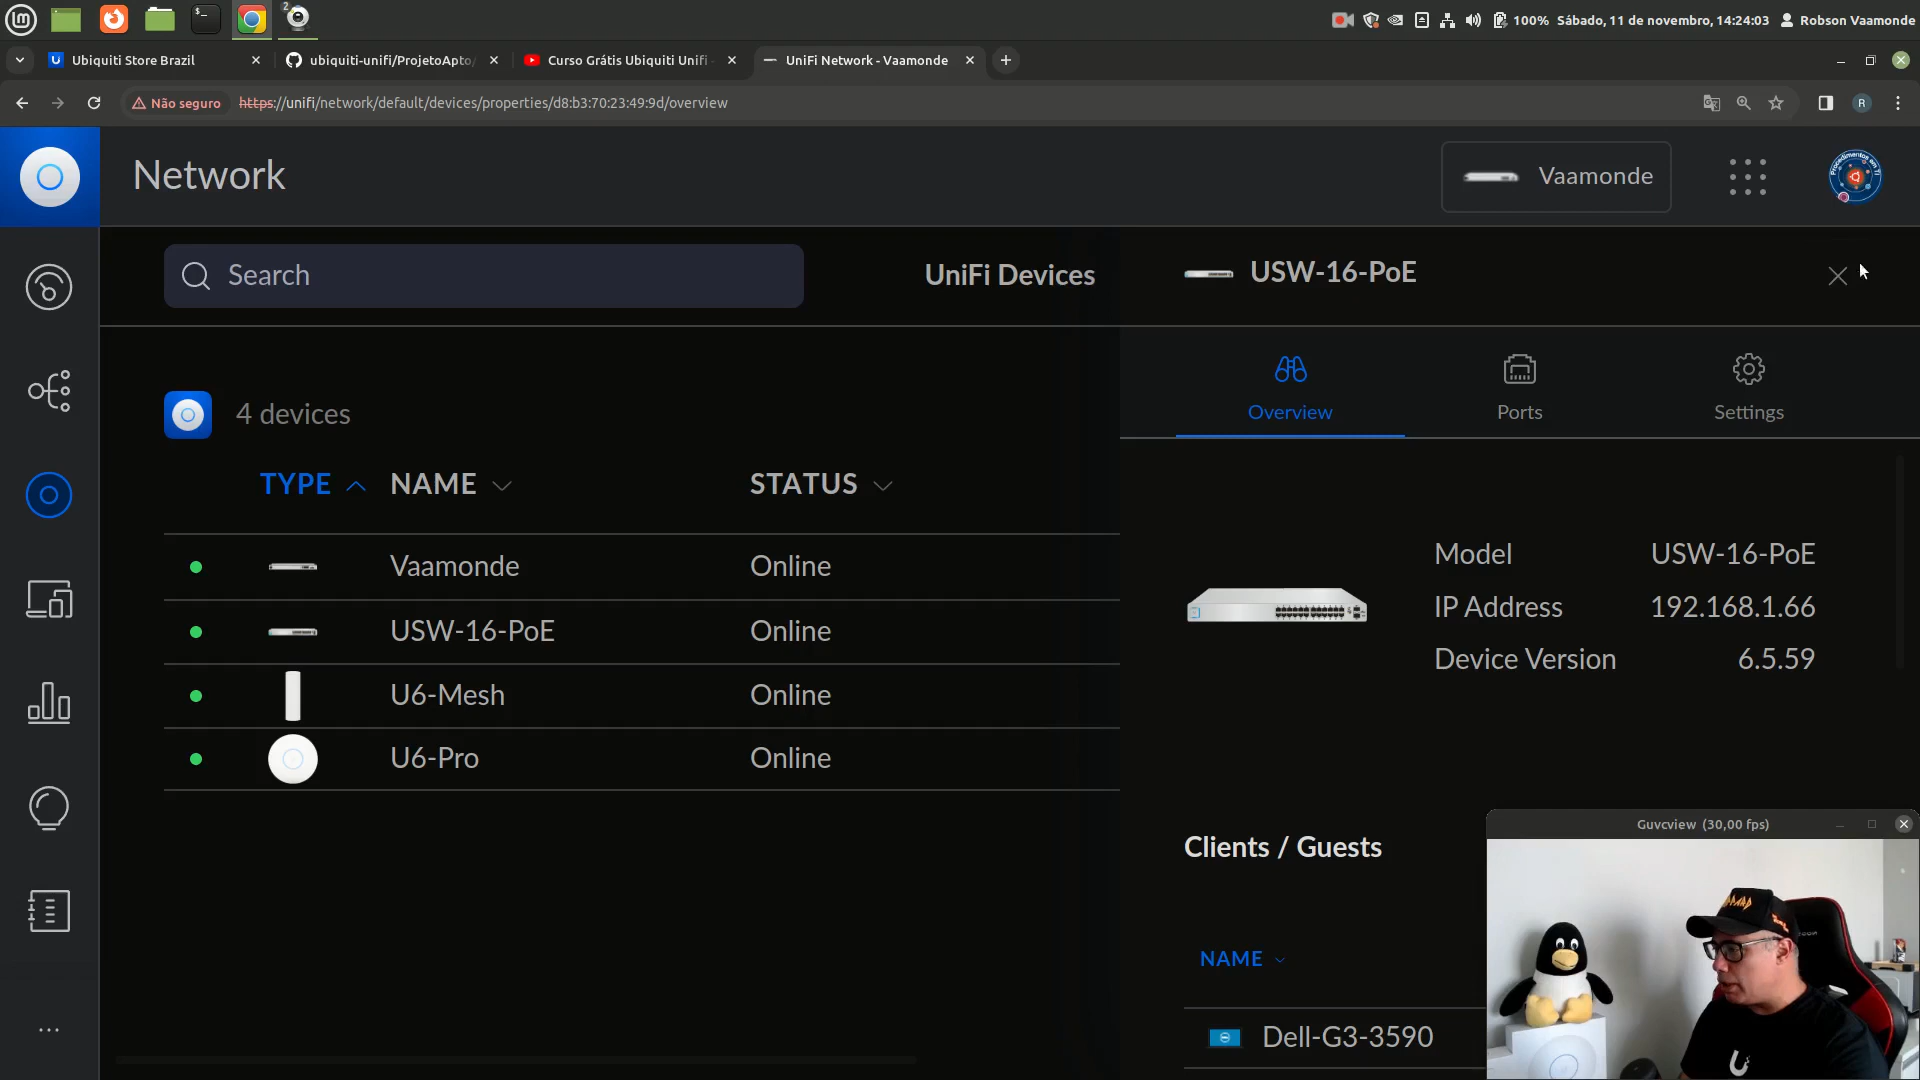 100% Sábado, 11 de novembro, 14:24:03 Robson Vaamonde
Ubiquiti Store Brazil
ubiquiti-unifi/ProjetoApto/
Curso Grátis Ubiquiti Unifi
UniFi Network - Vaamonde
Não seguro https://unifi/network/default/devices/properties/d8:b3:70:23:49:9d/overview
R
Network
Vaamonde
Search
UniFi Devices
USW-16-PoE
Overview
Ports
Settings
4 devices
TYPE NAME STATUS
Vaamonde Online
USW-16-PoE Online
U6-Mesh Online
U6-Pro Online
Model USW-16-PoE
IP Address 192.168.1.66
Device Version 6.5.59
Clients / Guests
NAME
Dell-G3-3590
Guvcview (30,00 fps)